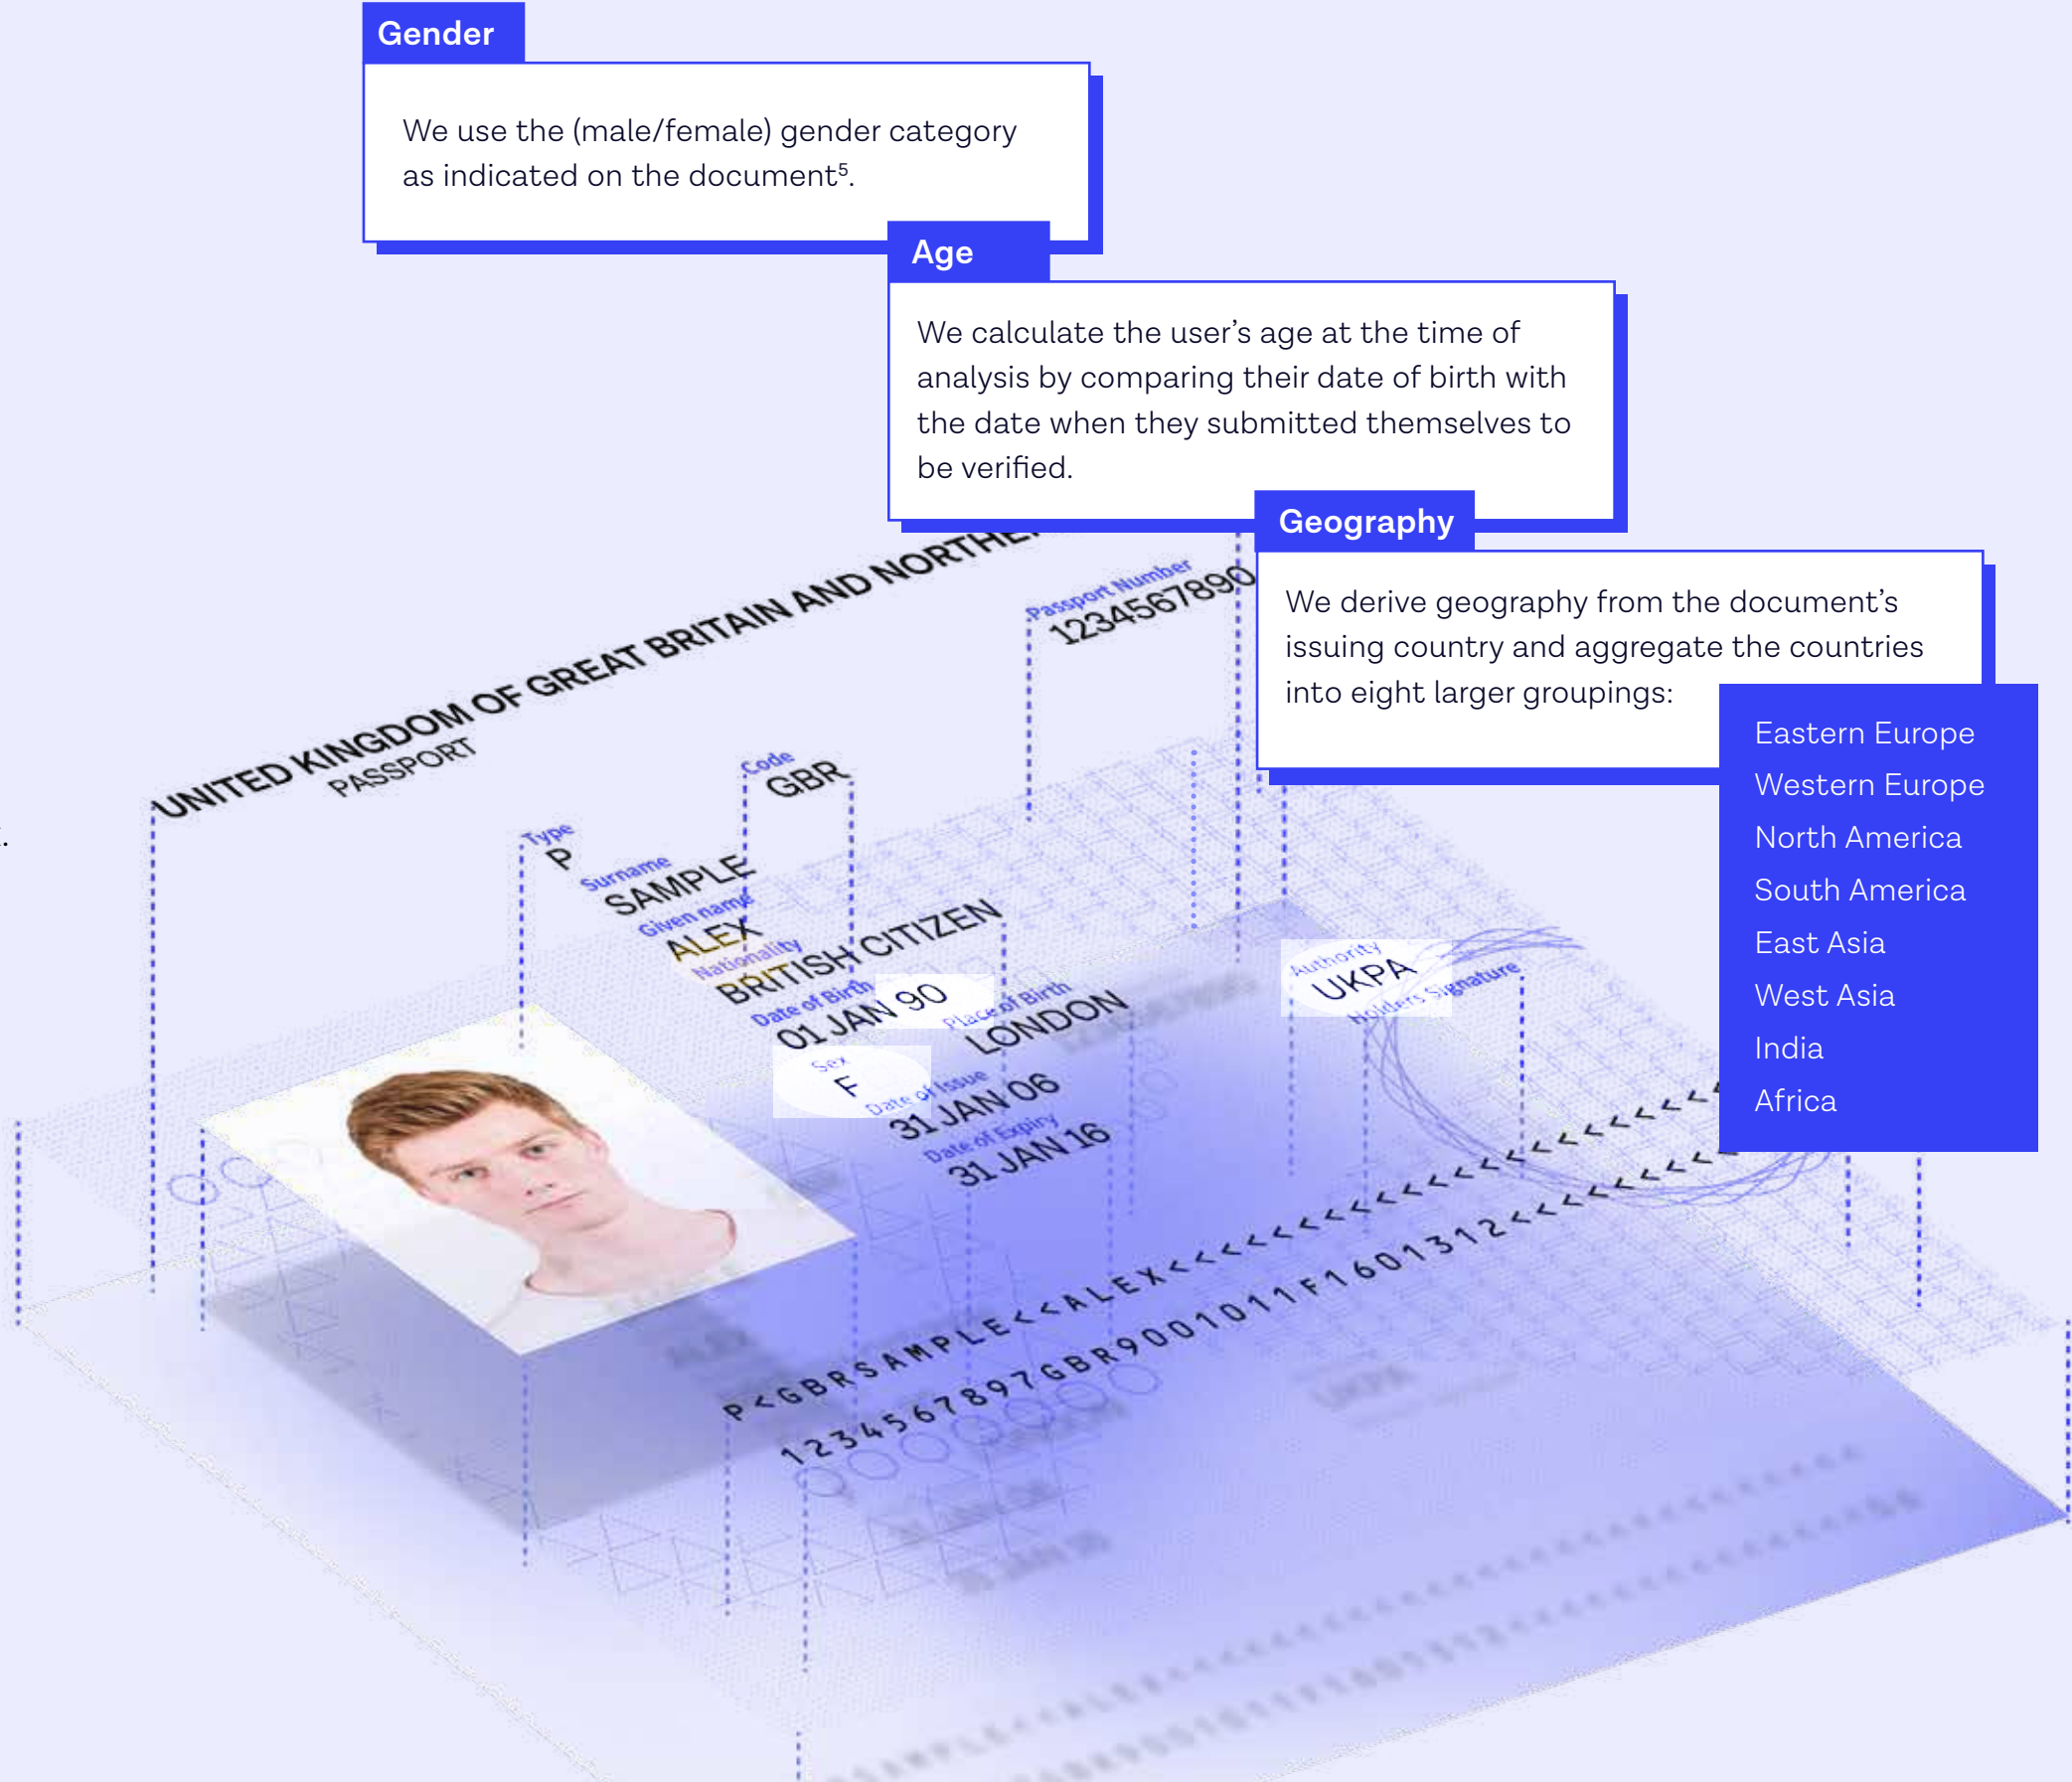 Gender
We use the (male/female) gender category
as indicated on the document⁵.
Age
We calculate the user’s age at the time of
analysis by comparing their date of birth with
the date when they submitted themselves to
be verified.
Geography
We derive geography from the document’s
issuing country and aggregate the countries
into eight larger groupings:
Eastern Europe
Western Europe
North America
South America
East Asia
West Asia
India
Africa
UNITED KINGDOM OF GREAT BRITAIN AND
PASSPORT
Passport Number
1234567890
Code
GBR
Type
P
Surname
SAMPLE
Given name
ALEX
Nationality
BRITISH CITIZEN
Date of Birth
01 JAN 90
Place of Birth
LONDON
Sex
F
Date of Issue
31 JAN 06
Date of Expiry
31 JAN 16
Authority
UKPA
Holders Signature
P<GBRSAMPLE<<ALEX<<<<<<<<<<<<<<<<<<<<<
1234567897GBR9001011F1601312<<<<<<<<<